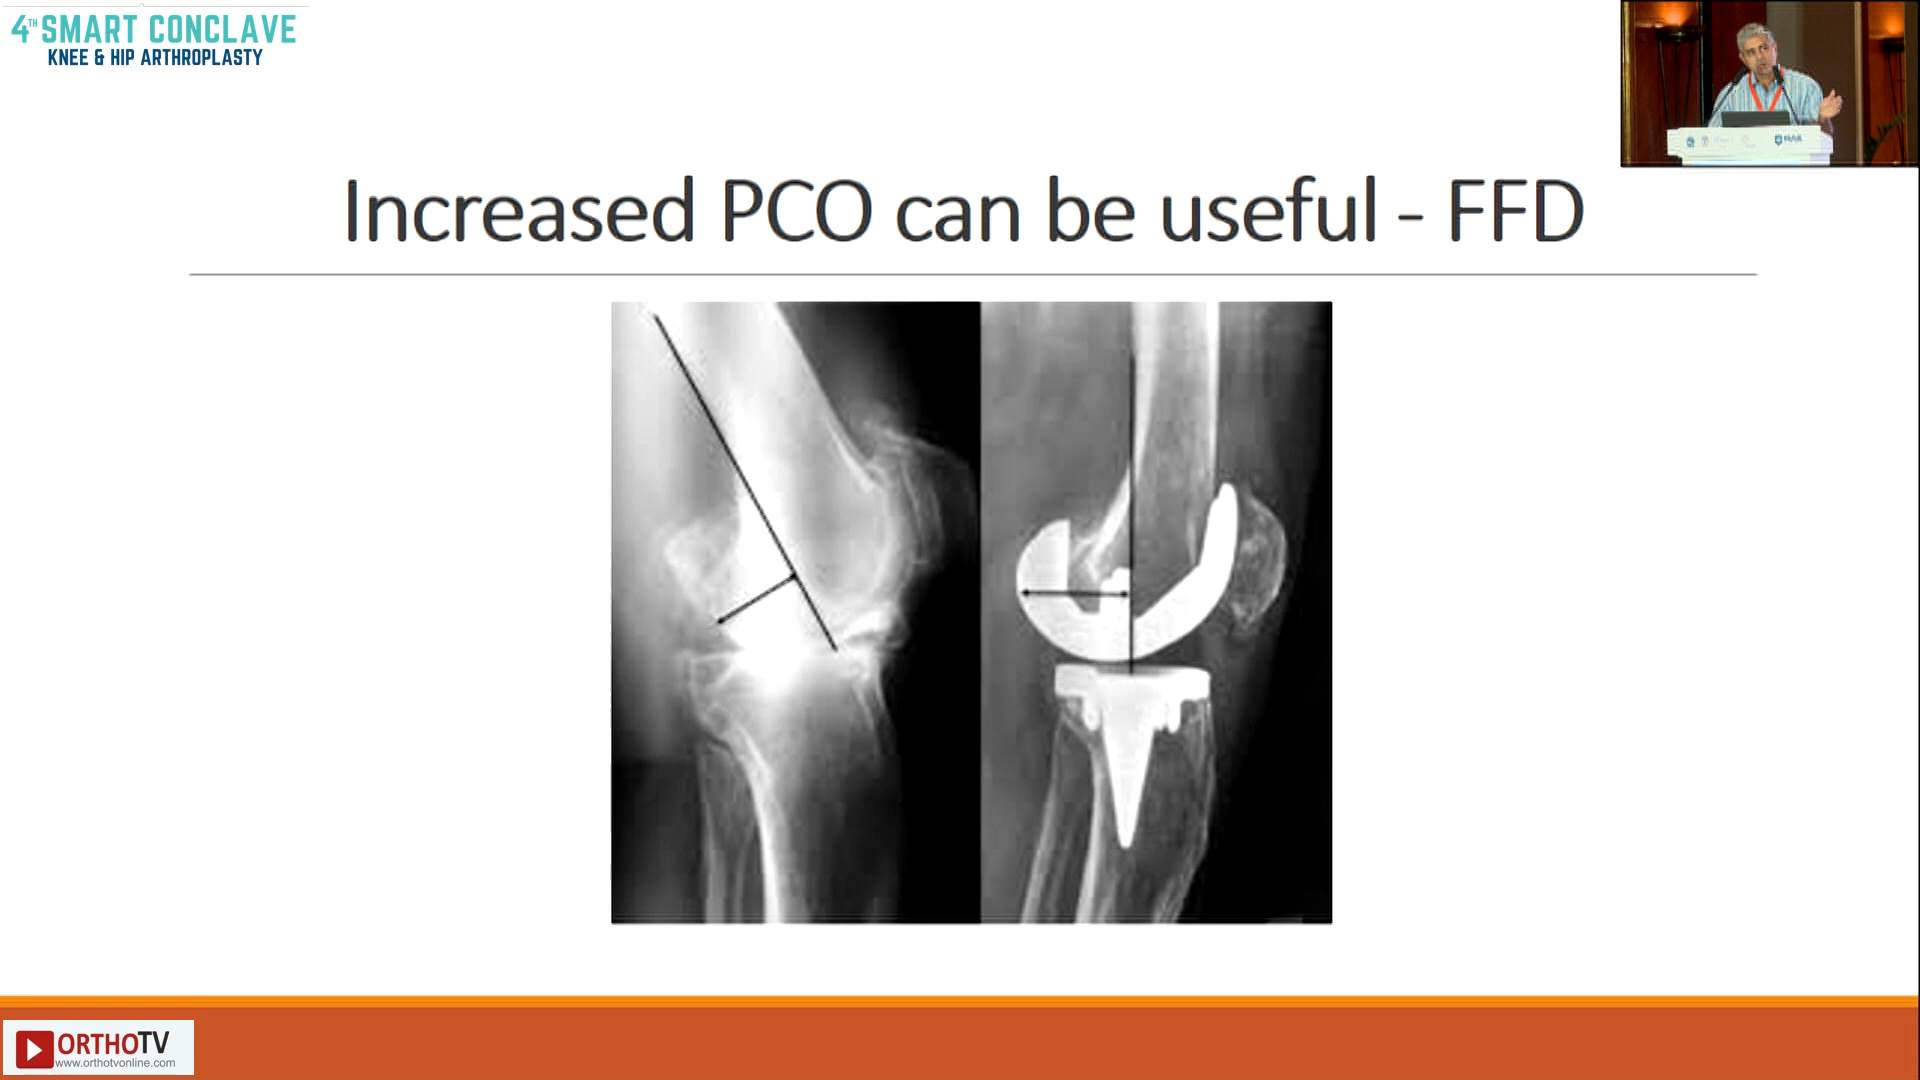 4TH SMART CONCLAVE
KNEE & HIP ARTHROPLASTY
Increased PCO can be useful - FFD
ORTHOTV
www.orthotvonline.com